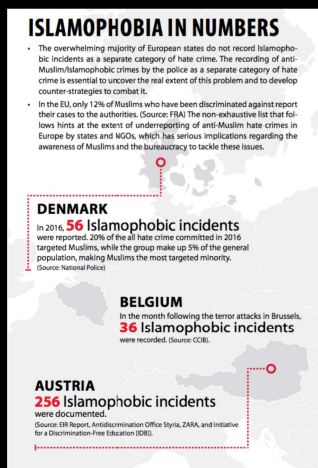 ISLAMOPHOBIA IN NUMBERS
• The overwhelming majority of European states do not record Islamopho-
bic incidents as a separate category of hate crime. The recording of anti-
Muslim/Islamophobic crimes by the police as a separate category of hate
crime is essential to uncover the real extent of this problem and to develop
counter-strategies to combat it.
• In the EU, only 12% of Muslims who have been discriminated against report
their cases to the authorities. (Source: FRA) The non-exhaustive list that fol-
lows hints at the extent of underreporting of anti-Muslim hate crimes in
Europe by states and NGOs, which has serious implications regarding the
awareness of Muslims and the bureaucracy to tackle these issues.
DENMARK
In 2016, 56 Islamophobic incidents
were reported. 20% of the all hate crime committed in 2016
targeted Muslims, while the group make up 5% of the general
population, making Muslims the most targeted minority.
(Source: National Police)
BELGIUM
In the month following the terror attacks in Brussels,
36 Islamophobic incidents
were recorded. (Source: CCIB).
AUSTRIA
256 Islamophobic incidents
were documented.
(Source: EIR Report, Antidiscrimination Office Styria, ZARA, and Initiative
for a Discrimination-Free Education [IDB]).